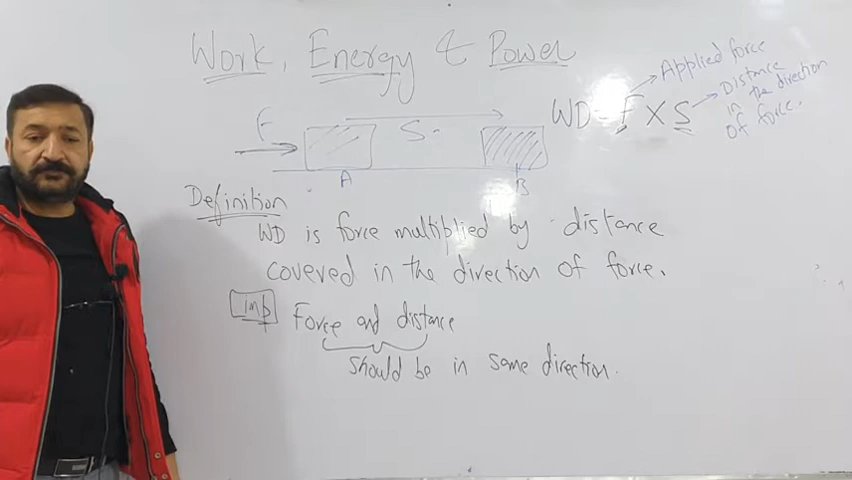 Work, Energy & Power
F
S
A
B
WD = F X S
Applied force
Distance
in the direction
of force.
Definition
WD is force multiplied by distance
covered in the direction of force.
Imp
Force and distance
should be in same direction.